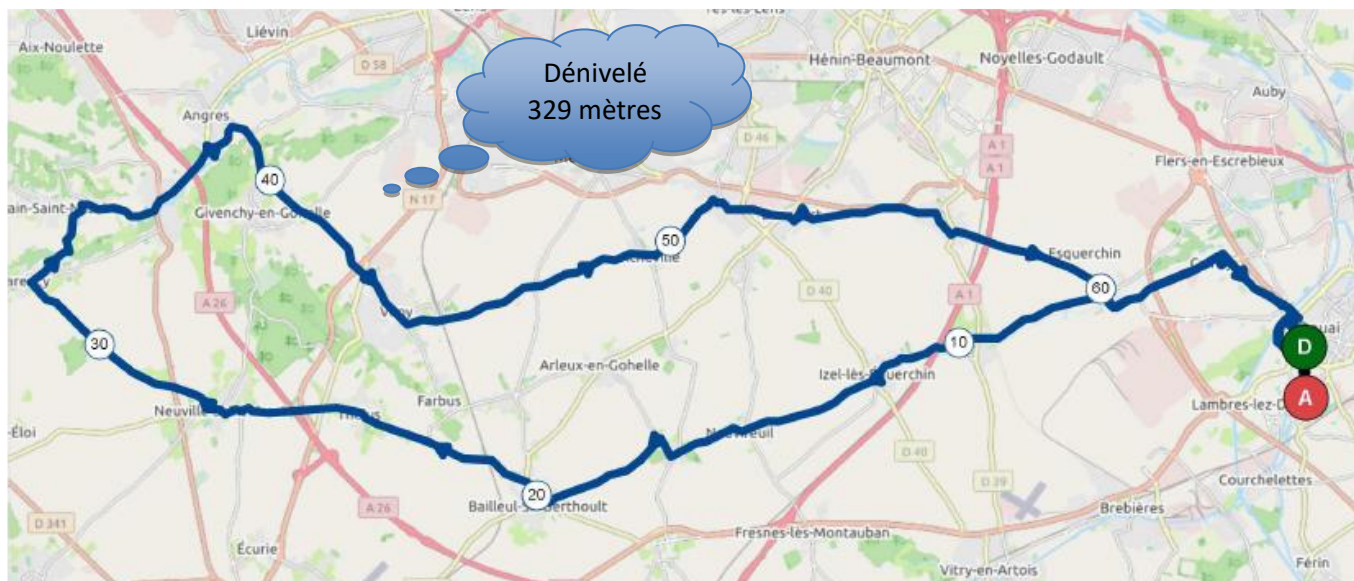 Liévin
Aix-Noulette
D 58
Dénivelé
329 mètres
Hénin-Beaumont
Noyelles-Godault
Auby
Angres
D 46
A 1
A 1
Flers-en-Escrebieux
40
Givenchy-en-Gohelle
N 17
50
Esquerchin
A 26
D 40
A 1
60
D
30
10
Arleux-en-Gohelle
Izel-lès-Esquerchin
A
Neuville
Farbus
Lambres-lez-D
-Éloi
D 40
20
D 39
Courchelettes
Bailleul-S
Berthoult
Brebières
D 341
A 26
Fresnes-lès-Montauban
Écurie
Vitry-en-Artois
Férin